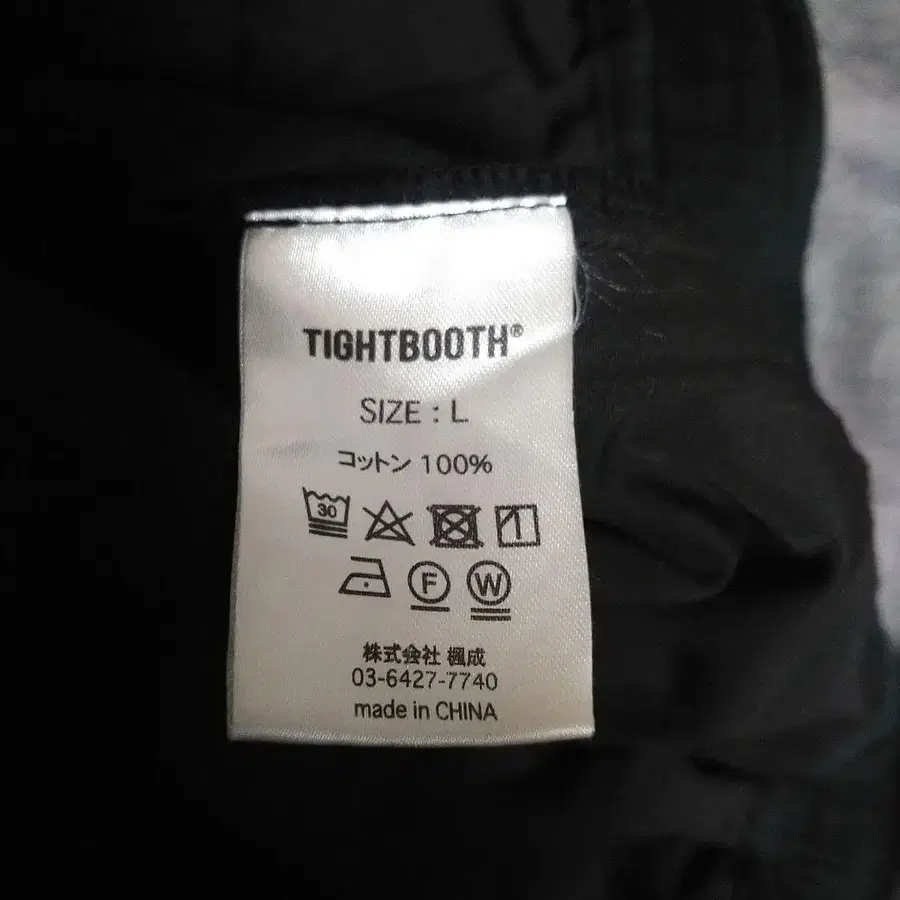 TIGHTBOOTH®
SIZE : L
コットン 100%
30
F W
株式会社 楓成
03-6427-7740
made in CHINA